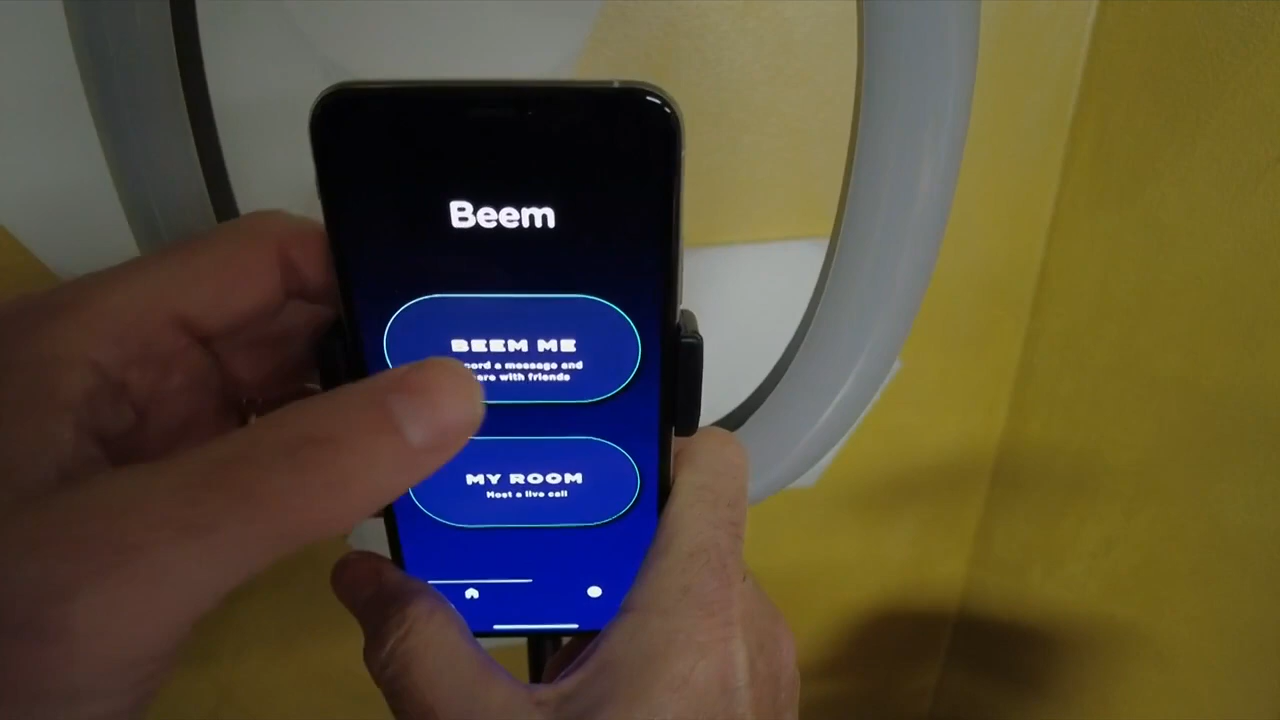 Beem
BEEM ME
message and
with friends
MY ROOM
Host a live call